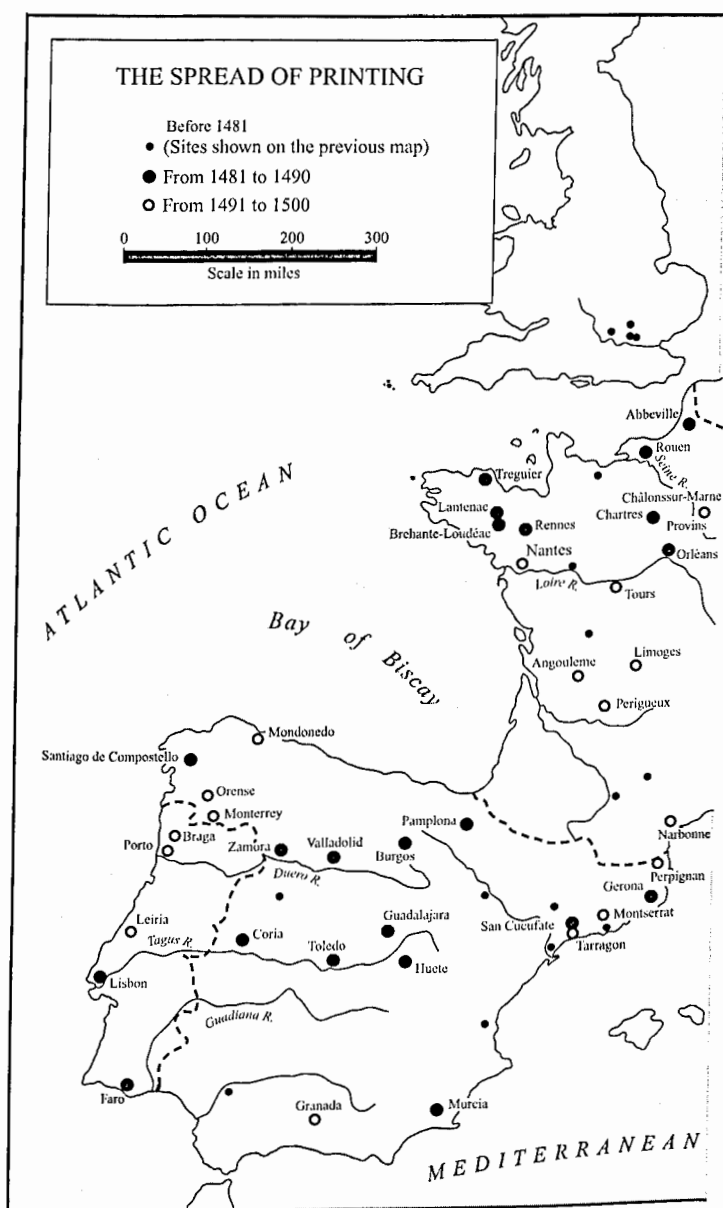 THE SPREAD OF PRINTING
Before 1481
(Sites shown on the previous map)
From 1481 to 1490
From 1491 to 1500
0 100 200 300
Scale in miles
Abbeville
Rouen
Seine R.
Treguier
Châlonssur-Marne
Lantenac
Chartres
Provins
Brehante-Loudéac
Rennes
Nantes
Orléans
Loire R.
Tours
ATLANTIC OCEAN
Bay of Biscay
Limoges
Angouleme
Perigueux
Mondonedo
Santiago de Compostello
Orense
Monterrey
Braga
Porto
Zamora
Valladolid
Burgos
Pamplona
Narbonne
Perpignan
Duero R.
Gerona
Leiria
Tagus R.
Coria
Guadalajara
San Cucufate
Montserrat
Tarragon
Toledo
Huete
Lisbon
Guadiana R.
Faro
Granada
Murcia
MEDITERRANEAN